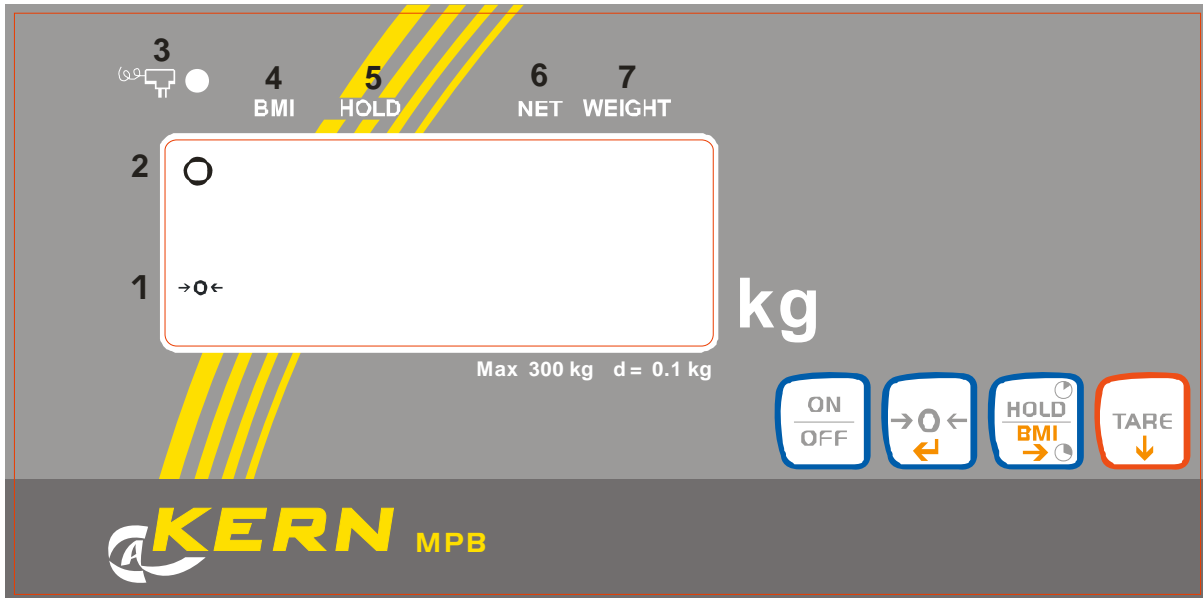 3
4 5 6 7
BMI HOLD NET WEIGHT
2
O
1 →0←
kg
Max 300 kg d = 0.1 kg
ON
OFF
→0←
HOLD
BMI
TARE
KERN MPB